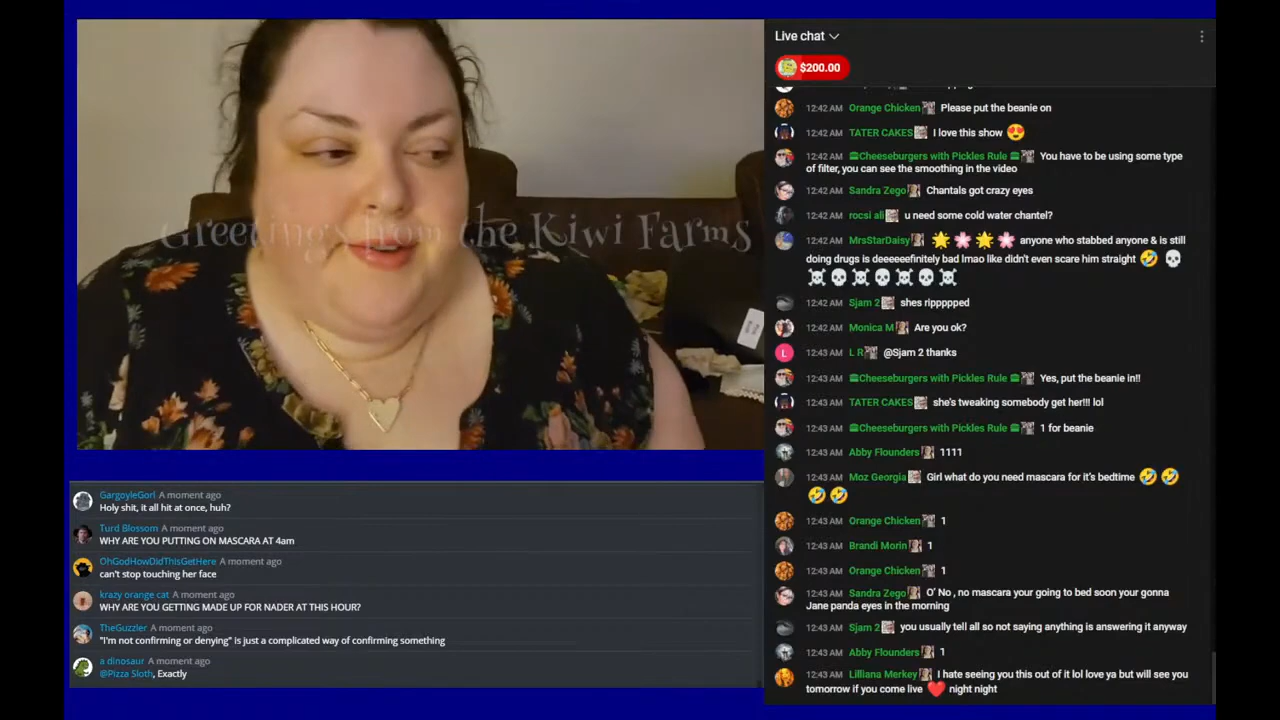 Greetings from the Kiwi Farms
GargoyleGorl A moment ago
Holy shit, it all hit at once, huh?
Turd Blossom A moment ago
WHY ARE YOU PUTTING ON MASCARA AT 4am
OhGodHowDidThisGetHere A moment ago
can't stop touching her face
krazy orange cat A moment ago
WHY ARE YOU GETTING MADE UP FOR NADER AT THIS HOUR?
TheGuzzler A moment ago
"I'm not confirming or denying" is just a complicated way of confirming something
a dinosaur A moment ago
@Pizza Sloth, Exactly
Live chat
$200.00
12:42 AM Orange Chicken Please put the beanie on
12:42 AM TATER CAKES I love this show 😍
12:42 AM 🍔Cheeseburgers with Pickles Rule 🍔 You have to be using some type
of filter, you can see the smoothing in the video
12:42 AM Sandra Zego Chantals got crazy eyes
12:42 AM rocsi ali u need some cold water chantel?
12:42 AM MrsStarDaisy 🌟🌸🌟🌸 anyone who stabbed anyone & is still
doing drugs is deeeeeefinitely bad lmao like didn't even scare him straight 🤣 💀
☠💀☠💀☠💀☠
12:42 AM Sjam 2 shes rippppped
12:42 AM Monica M Are you ok?
12:43 AM L R @Sjam 2 thanks
12:43 AM 🍔Cheeseburgers with Pickles Rule 🍔 Yes, put the beanie in!!
12:43 AM TATER CAKES she's tweaking somebody get her!!! lol
12:43 AM 🍔Cheeseburgers with Pickles Rule 🍔 1 for beanie
12:43 AM Abby Flounders 1111
12:43 AM Moz Georgia Girl what do you need mascara for it's bedtime 🤣 🤣
🤣 🤣
12:43 AM Orange Chicken 1
12:43 AM Brandi Morin 1
12:43 AM Orange Chicken 1
12:43 AM Sandra Zego O' No , no mascara your going to bed soon your gonna
Jane panda eyes in the morning
12:43 AM Sjam 2 you usually tell all so not saying anything is answering it anyway
12:43 AM Abby Flounders 1
12:43 AM Lilliana Merkey I hate seeing you this out of it lol love ya but will see you
tomorrow if you come live ❤ night night
L